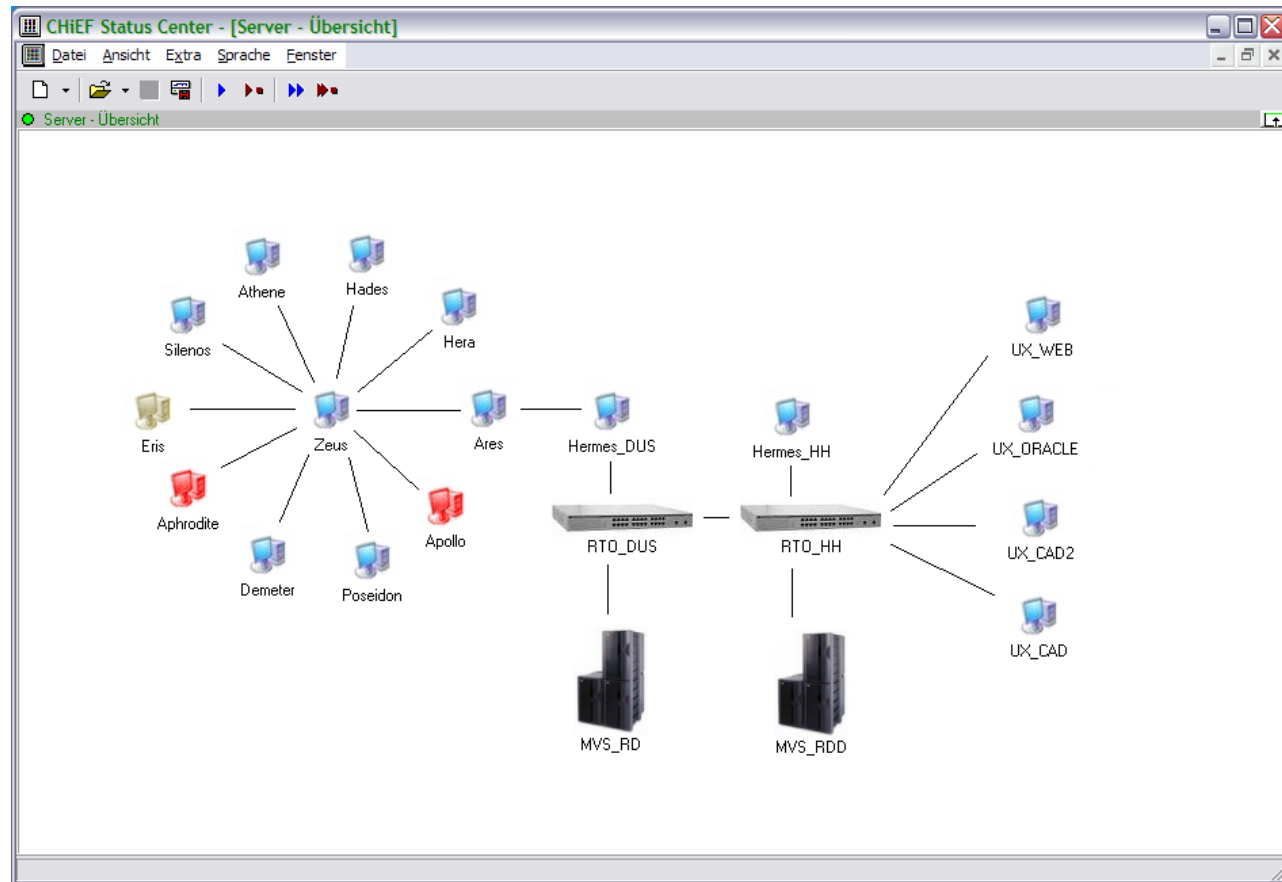 CHiEF Status Center - [Server - Übersicht]
Datei Ansicht Extra Sprache Fenster
Server - Übersicht
Athene
Hades
Hera
Silenos
UX_WEB
Eris
Zeus
Ares
Hermes_DUS
Hermes_HH
UX_ORACLE
Aphrodite
Apollo
RTO_DUS
RTO_HH
UX_CAD2
Demeter
Poseidon
UX_CAD
MVS_RD
MVS_RDD